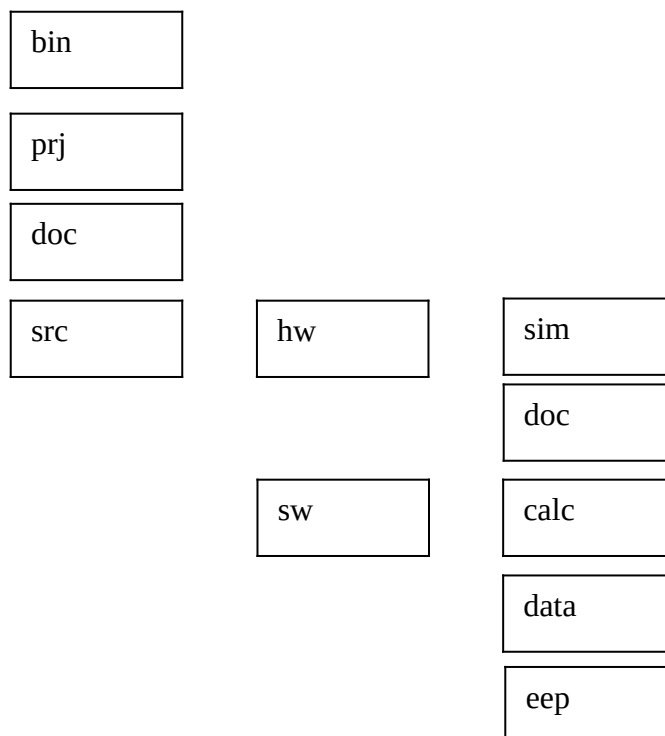 bin
prj
doc
src
hw
sim
doc
sw
calc
data
eep